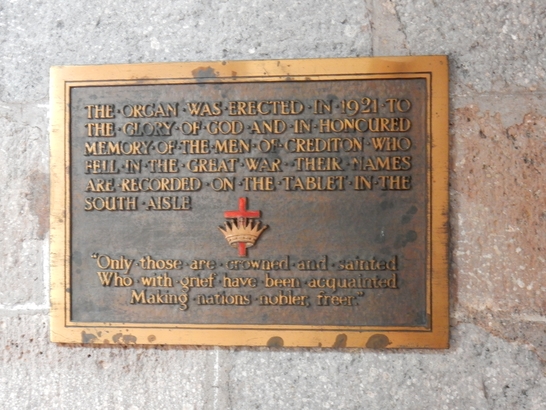 THE · ORGAN · WAS · ERECTED · IN · 1921 · TO
THE · GLORY · OF · GOD · AND · IN · HONOURED
MEMORY · OF · THE · MEN · OF · CREDITON · WHO
FELL · IN · THE · GREAT · WAR · THEIR · NAMES
ARE · RECORDED · ON · THE · TABLET · IN · THE
SOUTH · AISLE
"Only · those · are · crowned · and · sainted
Who · with · grief · have · been · acquainted
Making · nations · nobler, freer."